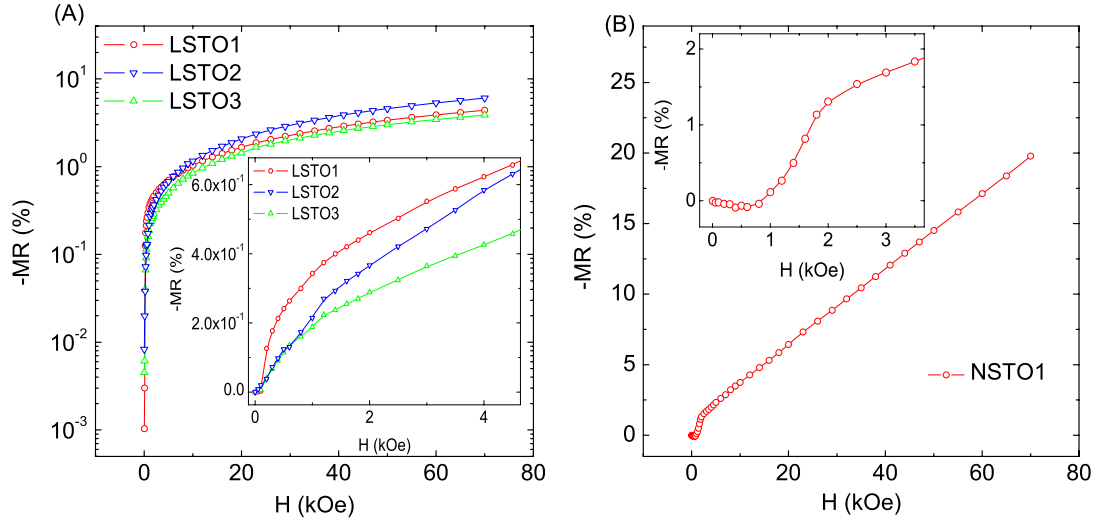 (A)
LSTO1
LSTO2
LSTO3
-MR (%)
10^1
10^0
10^-1
10^-2
10^-3
0 20 40 60 80
H (kOe)
LSTO1
LSTO2
LSTO3
-MR (%)
6.0x10^-1
4.0x10^-1
2.0x10^-1
0.0
0 2 4
H (kOe)
(B)
-MR (%)
25
20
15
10
5
0
0 20 40 60 80
H (kOe)
NSTO1
-MR (%)
2
1
0
0 1 2 3
H (kOe)